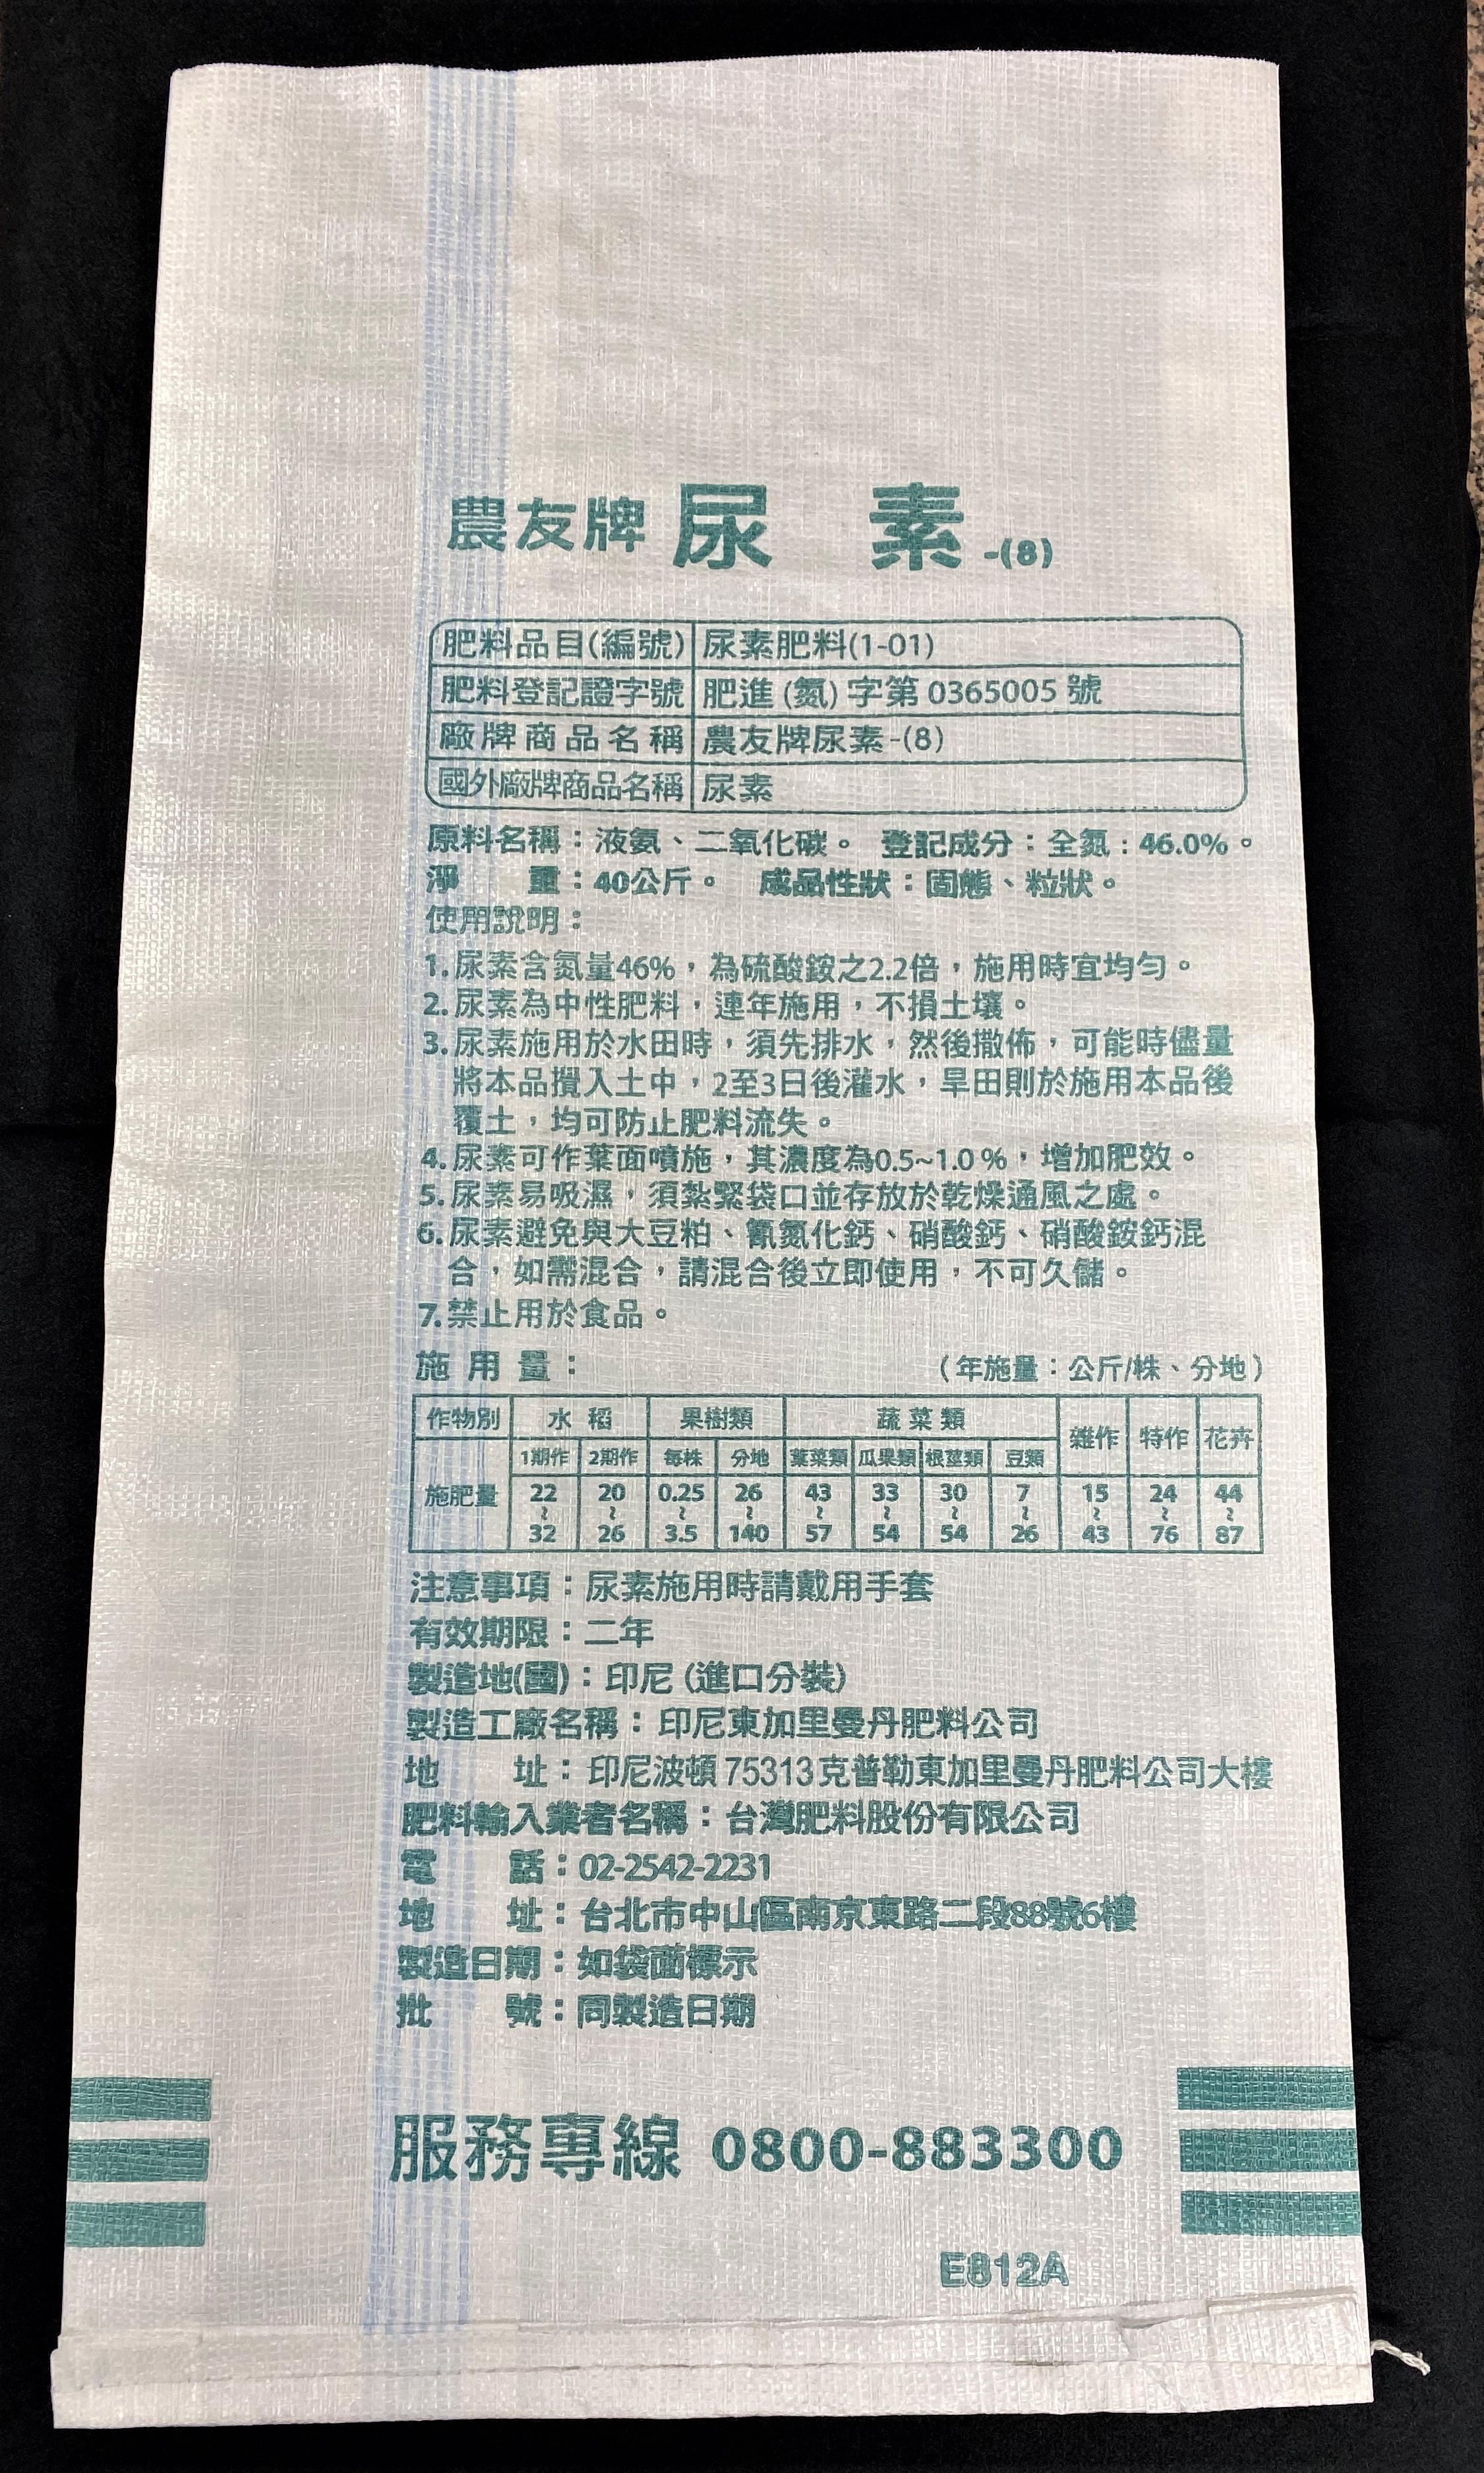 農友牌 尿 素 -(8)
肥料品目(編號) 尿素肥料(1-01)
肥料登記證字號 肥進(氮)字第 0365005 號
廠牌商品名稱 農友牌尿素-(8)
國外廠牌商品名稱 尿素
原料名稱：液氨、二氧化碳。 登記成分：全氮：46.0%。
淨 重：40公斤。 成品性狀：固態、粒狀。
使用說明：
1. 尿素含氮量46%，為硫酸銨之2.2倍，施用時宜均勻。
2. 尿素為中性肥料，連年施用，不損土壤。
3. 尿素施用於水田時，須先排水，然後撒佈，可能時儘量
將本品攪入土中，2至3日後灌水，旱田則於施用本品後
覆土，均可防止肥料流失。
4. 尿素可作葉面噴施，其濃度為0.5~1.0%，增加肥效。
5. 尿素易吸濕，須紮緊袋口並存放於乾燥通風之處。
6. 尿素避免與大豆粕、氰氮化鈣、硝酸鈣、硝酸銨鈣混
合，如需混合，請混合後立即使用，不可久儲。
7. 禁止用於食品。
施 用 量： (年施量：公斤/株、分地)
作物別 水 稻 果樹類 蔬菜類 雜作 特作 花卉
1期作 2期作 每株 分地 葉菜類 瓜果類 根莖類 豆類
施肥量 22~32 20~26 0.25~3.5 26~140 43~57 33~54 30~54 7~26 15~43 24~76 44~87
注意事項：尿素施用時請戴用手套
有效期限：二年
製造地(國)：印尼(進口分裝)
製造工廠名稱：印尼東加里曼丹肥料公司
地 址：印尼波頓75313克普勒東加里曼丹肥料公司大樓
肥料輸入業者名稱：台灣肥料股份有限公司
電 話：02-2542-2231
地 址：台北市中山區南京東路二段88號6樓
製造日期：如袋面標示
批 號：同製造日期
服務專線 0800-883300
E812A